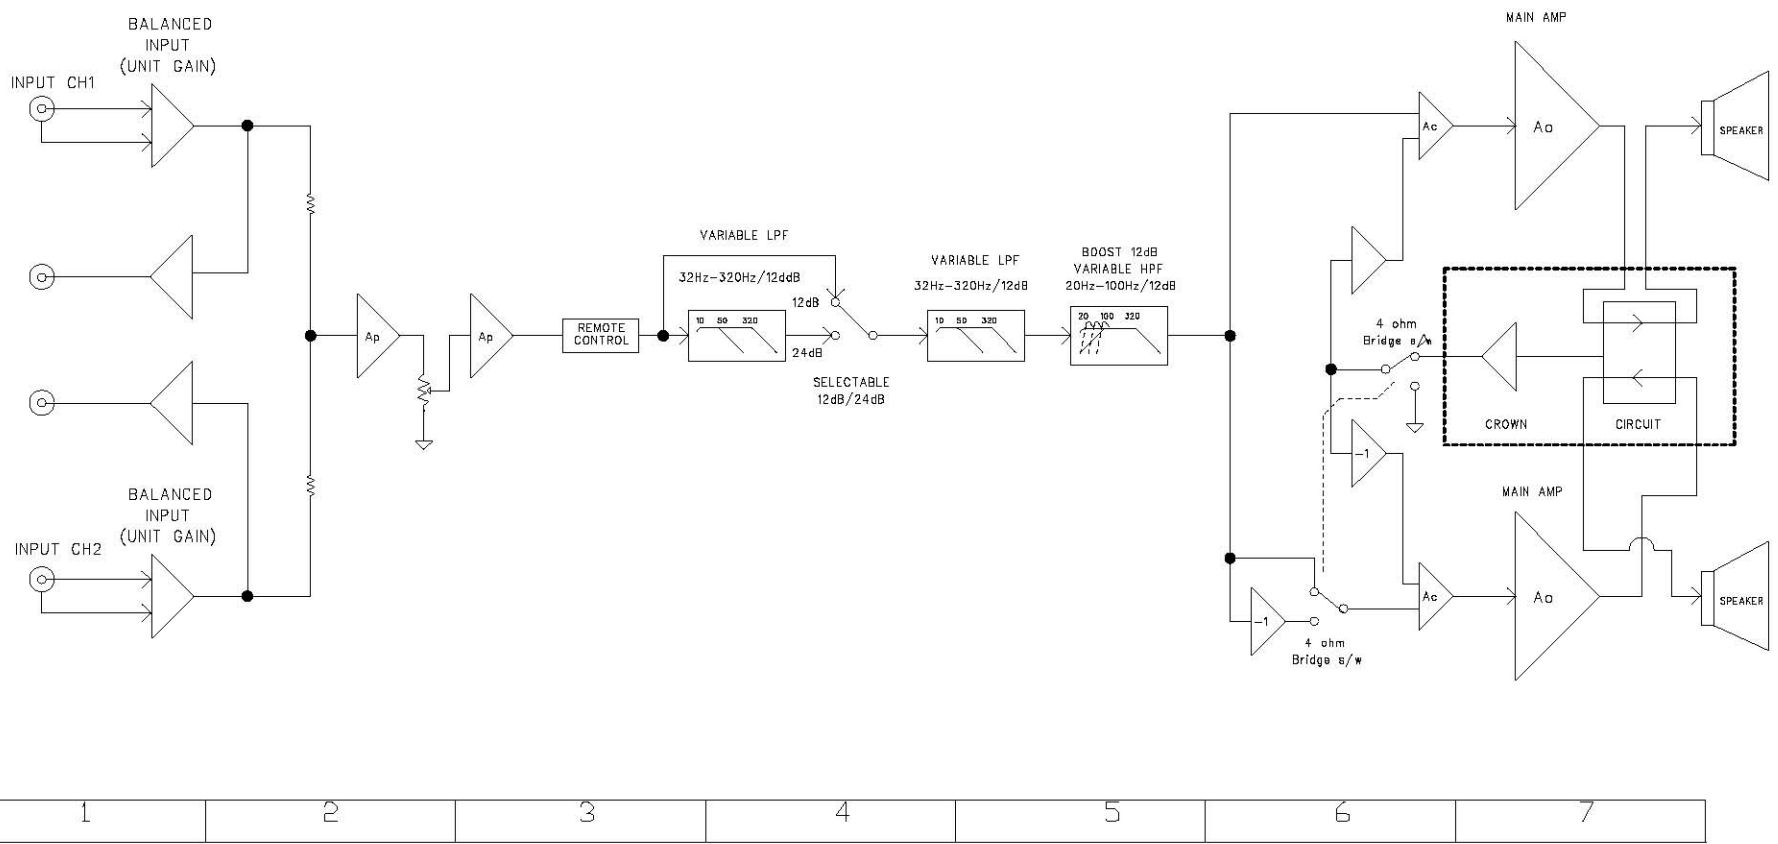 BALANCED
INPUT
(UNIT GAIN)
INPUT CH1
BALANCED
INPUT
(UNIT GAIN)
INPUT CH2
Ap
Ap
REMOTE
CONTROL
VARIABLE LPF
32Hz-320Hz/12ddB
10 50 320
12dB
24dB
SELECTABLE
12dB/24dB
VARIABLE LPF
32Hz-320Hz/12dB
10 50 320
BOOST 12dB
VARIABLE HPF
20Hz-100Hz/12dB
20 100 320
MAIN AMP
Ac
Ao
SPEAKER
4 ohm
Bridge s/w
CROWN
CIRCUIT
-1
MAIN AMP
Ac
Ao
SPEAKER
-1
4 ohm
Bridge s/w
1 2 3 4 5 6 7